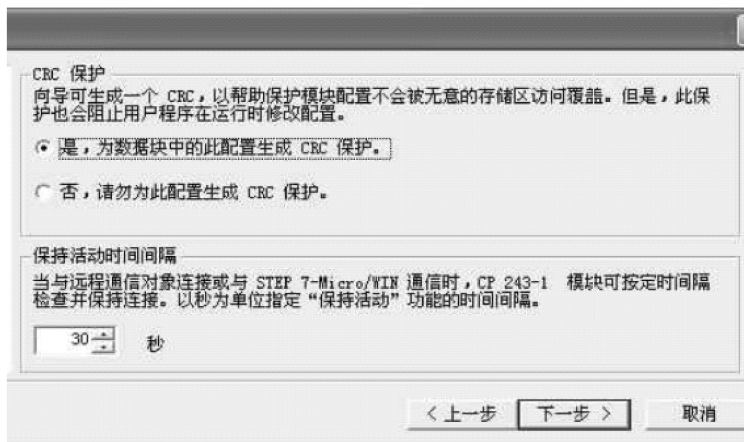 CRC 保护
向导可生成一个 CRC，以帮助保护模块配置不会被无意的存储区访问覆盖。但是，此保
护也会阻止用户程序在运行时修改配置。
是，为数据块中的此配置生成 CRC 保护。
否，请勿为此配置生成 CRC 保护。
保持活动时间间隔
当与远程通信对象连接或与 STEP 7-Micro/WIN 通信时，CP 243-1 模块可按定时间隔
检查并保持连接。以秒为单位指定“保持活动”功能的时间间隔。
30 秒
< 上一步 下一步 > 取消